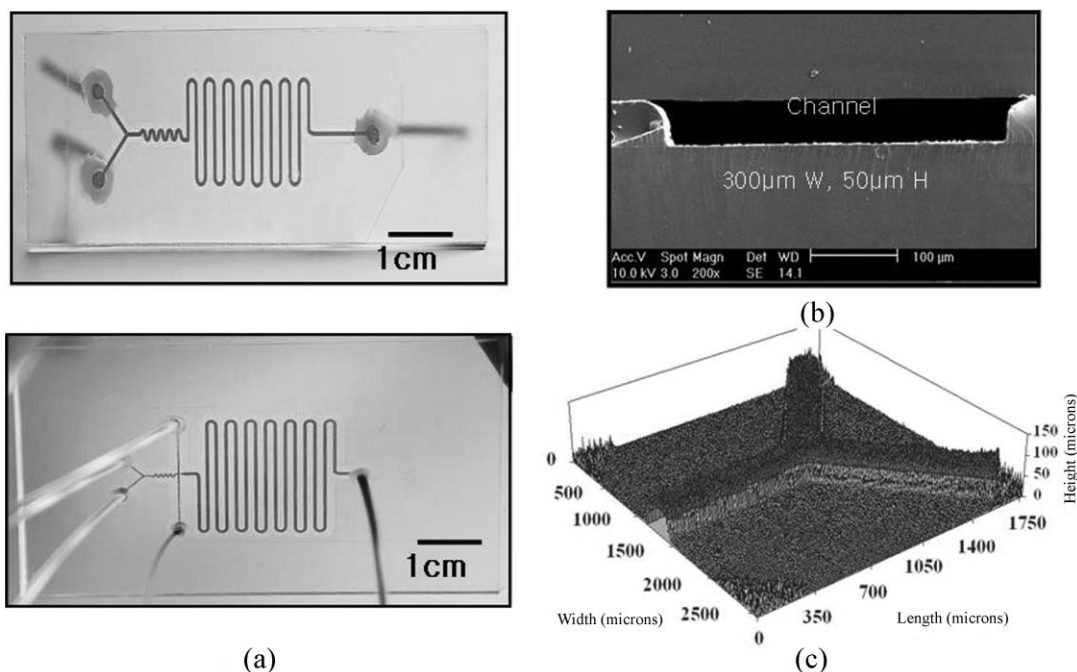 1cm
1cm
(a)
Channel
300µm W, 50µm H
Acc.V Spot Magn Det WD
10.0 kV 3.0 200x SE 14.1
100 µm
(b)
0
500
1000
1500
2000
2500
Width (microns)
0
350
700
1050
1400
1750
Length (microns)
150
100
50
0
Height (microns)
(c)